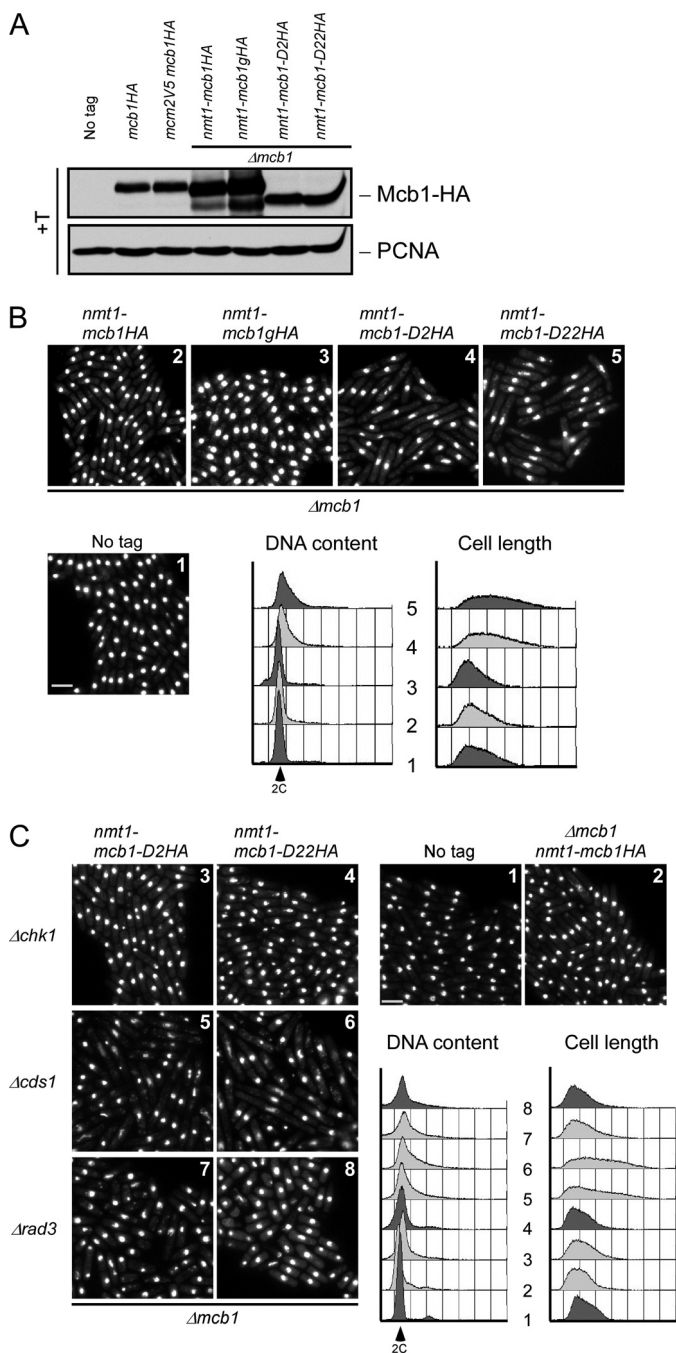 A
No tag
mcb1HA
mcm2V5 mcb1HA
nmt1-mcb1HA
nmt1-mcb1gHA
mnt1-mcb1-D2HA
nmt1-mcb1-D22HA
Δmcb1
+T
– Mcb1-HA
– PCNA
B
nmt1-
mcb1HA
nmt1-
mcb1gHA
mnt1-
mcb1-D2HA
nmt1-
mcb1-D22HA
2
3
4
5
Δmcb1
No tag
1
DNA content
Cell length
5
4
3
2
1
2C
C
nmt1-
mcb1-D2HA
nmt1-
mcb1-D22HA
No tag
Δmcb1
nmt1-mcb1HA
Δchk1
3
4
1
2
Δcds1
5
6
DNA content
Cell length
Δrad3
7
8
8
7
6
5
4
3
2
1
Δmcb1
2C